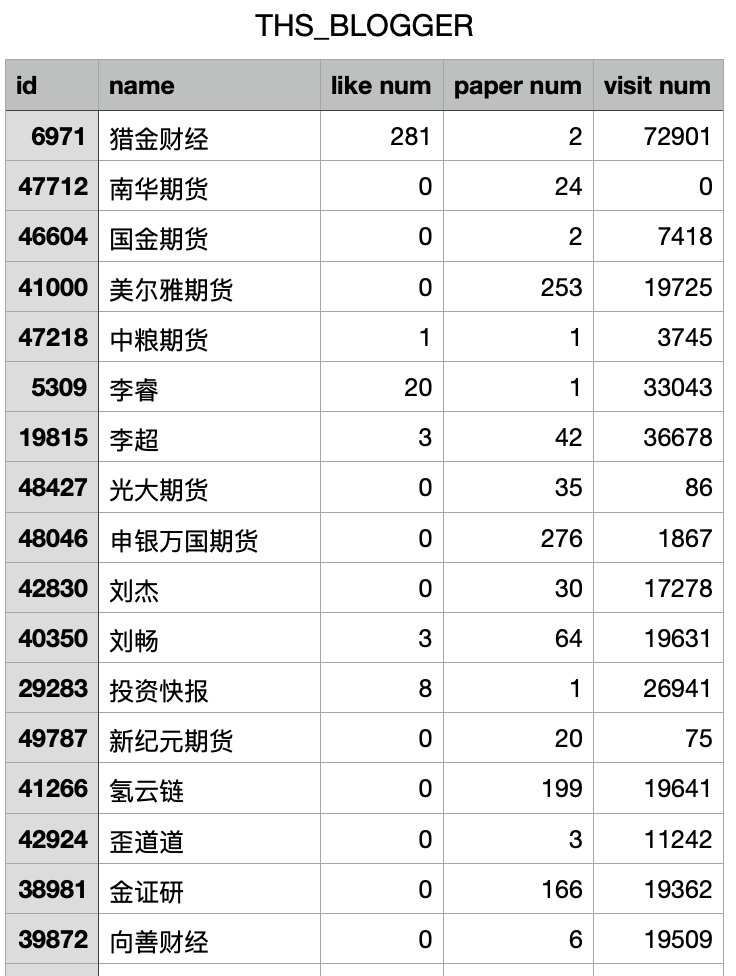 THS_BLOGGER
id name like num paper num visit num
6971 猎金财经 281 2 72901
47712 南华期货 0 24 0
46604 国金期货 0 2 7418
41000 美尔雅期货 0 253 19725
47218 中粮期货 1 1 3745
5309 李睿 20 1 33043
19815 李超 3 42 36678
48427 光大期货 0 35 86
48046 申银万国期货 0 276 1867
42830 刘杰 0 30 17278
40350 刘畅 3 64 19631
29283 投资快报 8 1 26941
49787 新纪元期货 0 20 75
41266 氢云链 0 199 19641
42924 歪道道 0 3 11242
38981 金证研 0 166 19362
39872 向善财经 0 6 19509